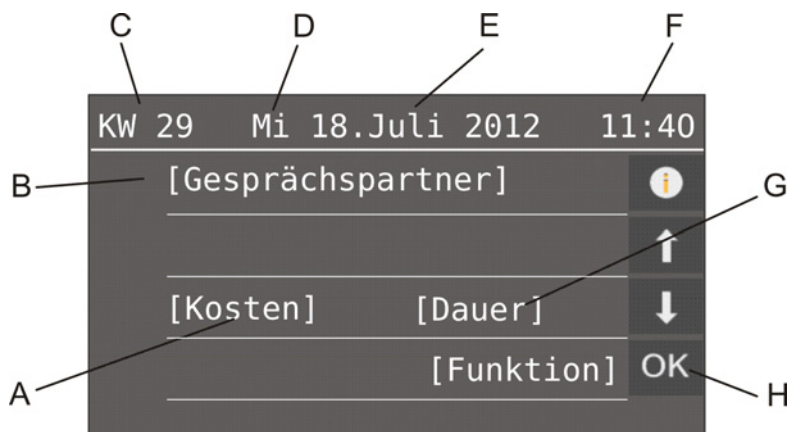 C D E F
KW 29 Mi 18.Juli 2012 11:40
B [Gesprächspartner] i
G
[Kosten] [Dauer]
[Funktion] OK
A H